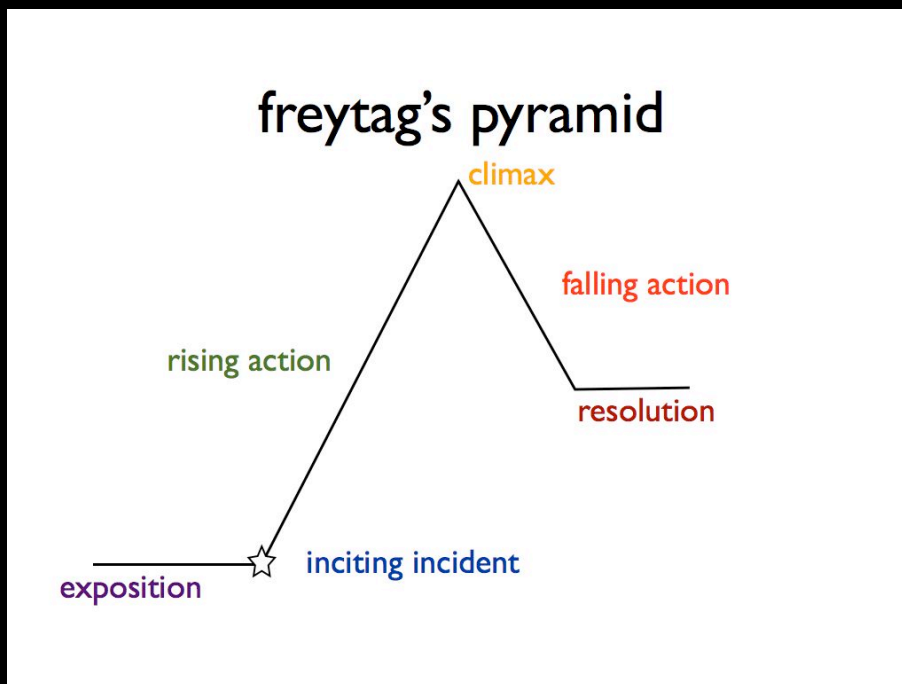 freytag's pyramid
climax
falling action
rising action
resolution
inciting incident
exposition